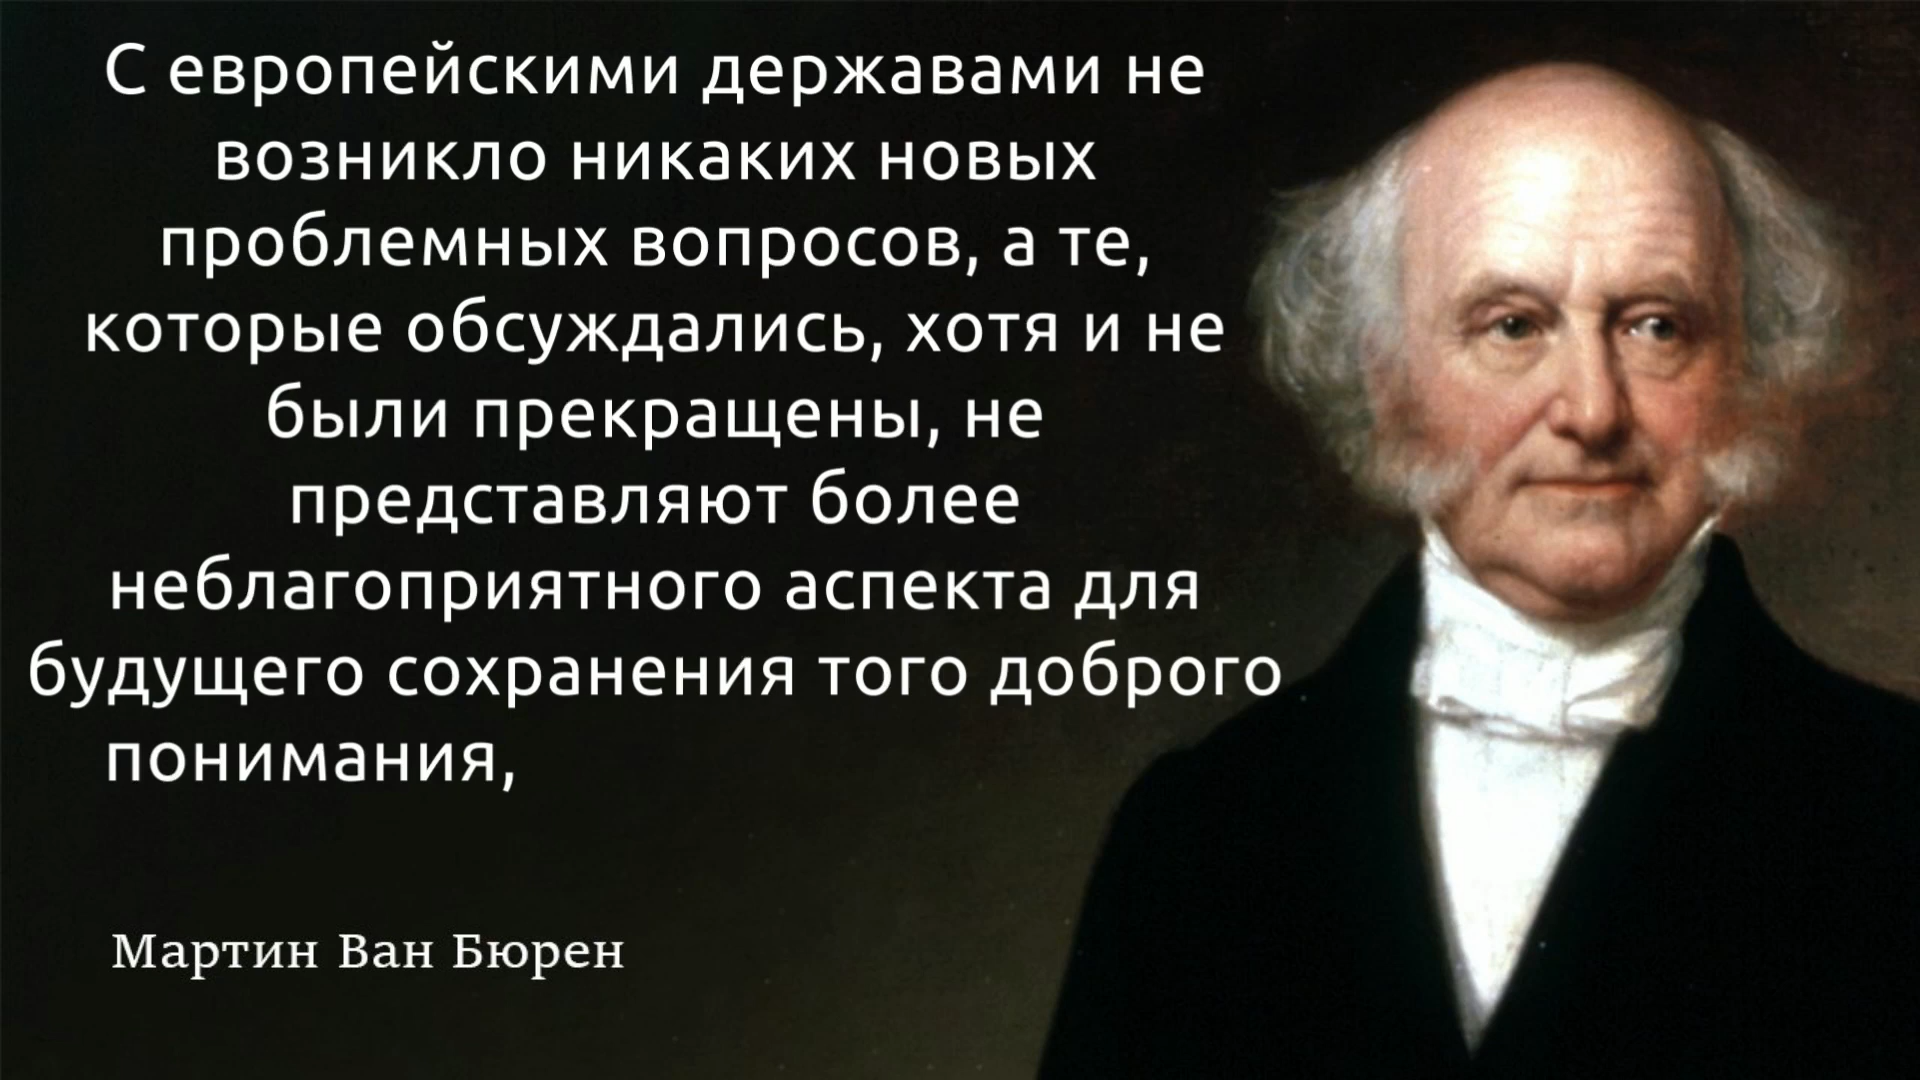 С европейскими державами не
возникло никаких новых
проблемных вопросов, а те,
которые обсуждались, хотя и не
были прекращены, не
представляют более
неблагоприятного аспекта для
будущего сохранения того доброго
понимания,
Мартин Ван Бюрен